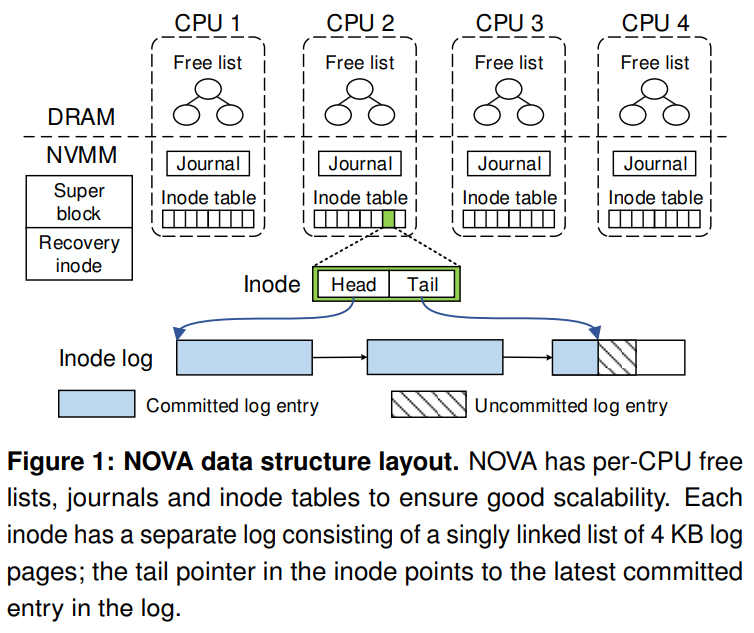 CPU 1 CPU 2 CPU 3 CPU 4
Free list Free list Free list Free list
DRAM
NVMM
Journal Journal Journal Journal
Super
block
Inode table Inode table Inode table Inode table
Recovery
inode
Inode Head Tail
Inode log
Committed log entry Uncommitted log entry
Figure 1: NOVA data structure layout. NOVA has per-CPU free
lists, journals and inode tables to ensure good scalability. Each
inode has a separate log consisting of a singly linked list of 4 KB log
pages; the tail pointer in the inode points to the latest committed
entry in the log.